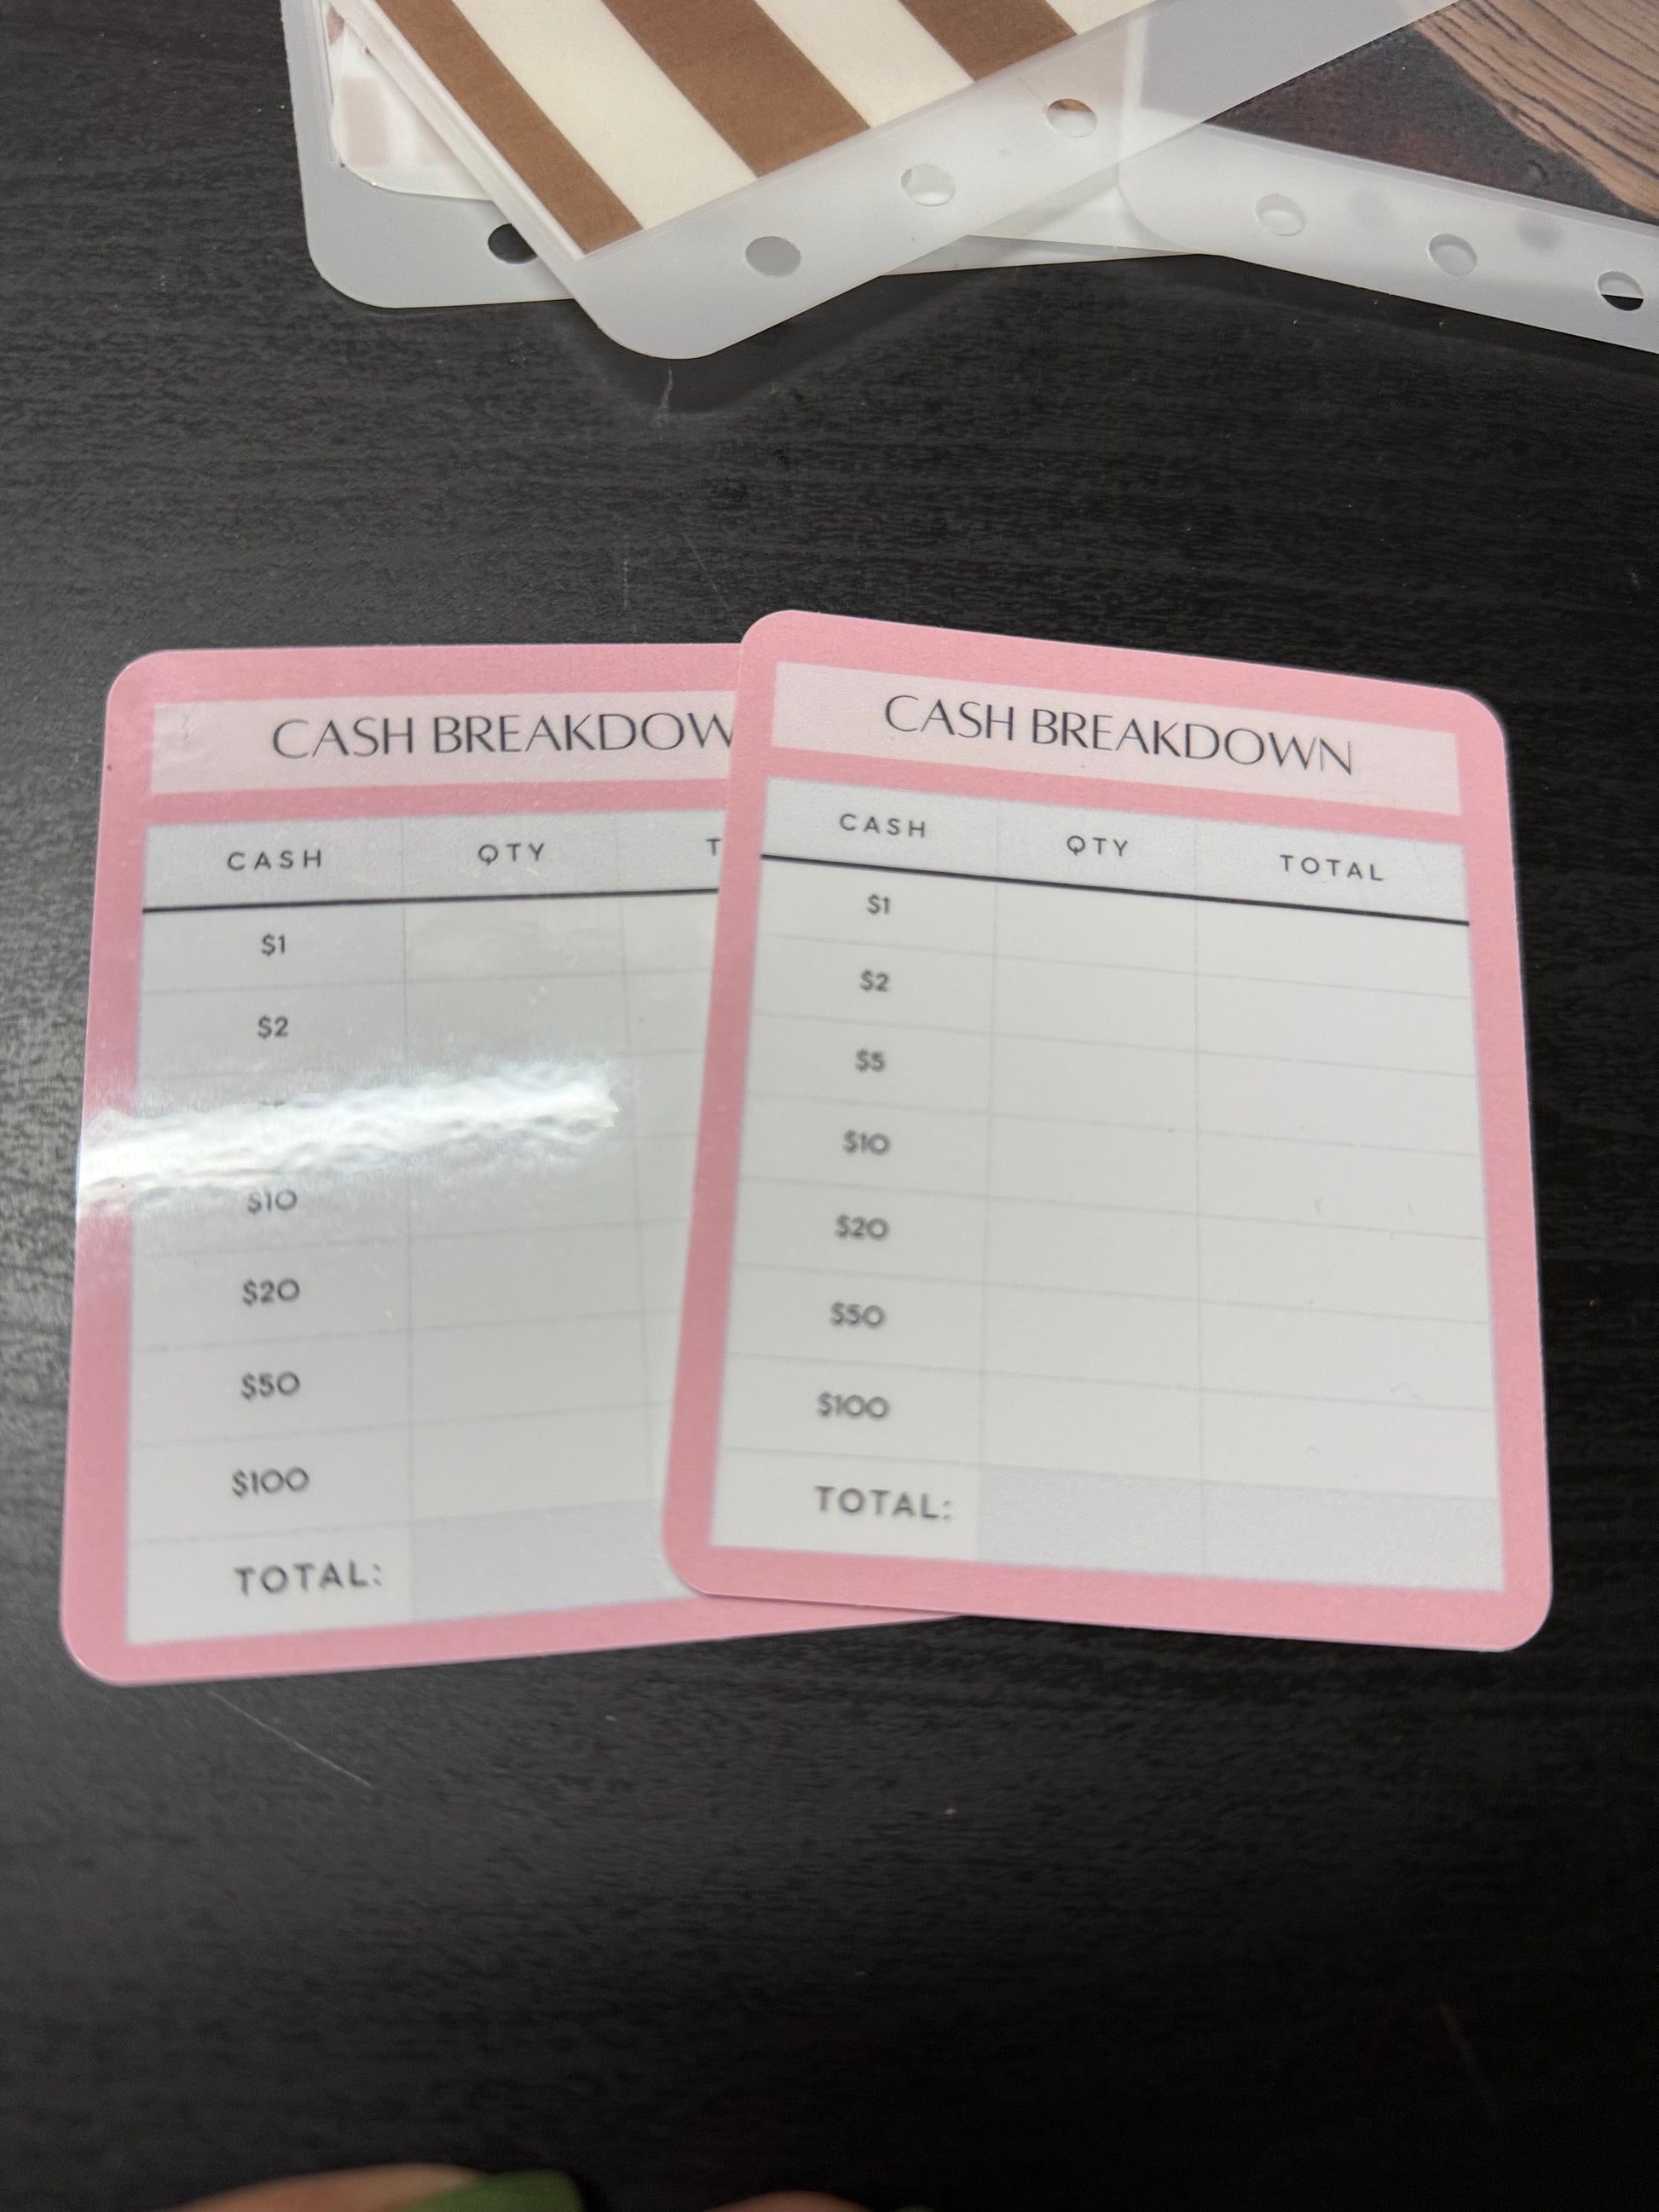 CASH BREAKDOW
CASH QTY T
$1
$2
$10
$20
$50
$100
TOTAL:
CASH BREAKDOWN
CASH QTY TOTAL
$1
$2
$5
$10
$20
$50
$100
TOTAL: